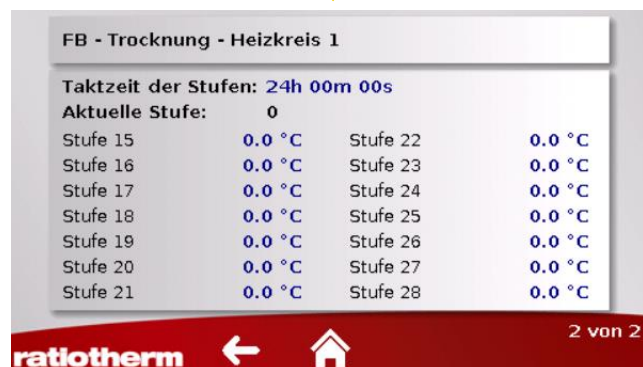 FB - Trocknung - Heizkreis 1
Taktzeit der Stufen: 24h 00m 00s
Aktuelle Stufe: 0
Stufe 15 0.0 °C Stufe 22 0.0 °C
Stufe 16 0.0 °C Stufe 23 0.0 °C
Stufe 17 0.0 °C Stufe 24 0.0 °C
Stufe 18 0.0 °C Stufe 25 0.0 °C
Stufe 19 0.0 °C Stufe 26 0.0 °C
Stufe 20 0.0 °C Stufe 27 0.0 °C
Stufe 21 0.0 °C Stufe 28 0.0 °C
2 von 2
ratiotherm